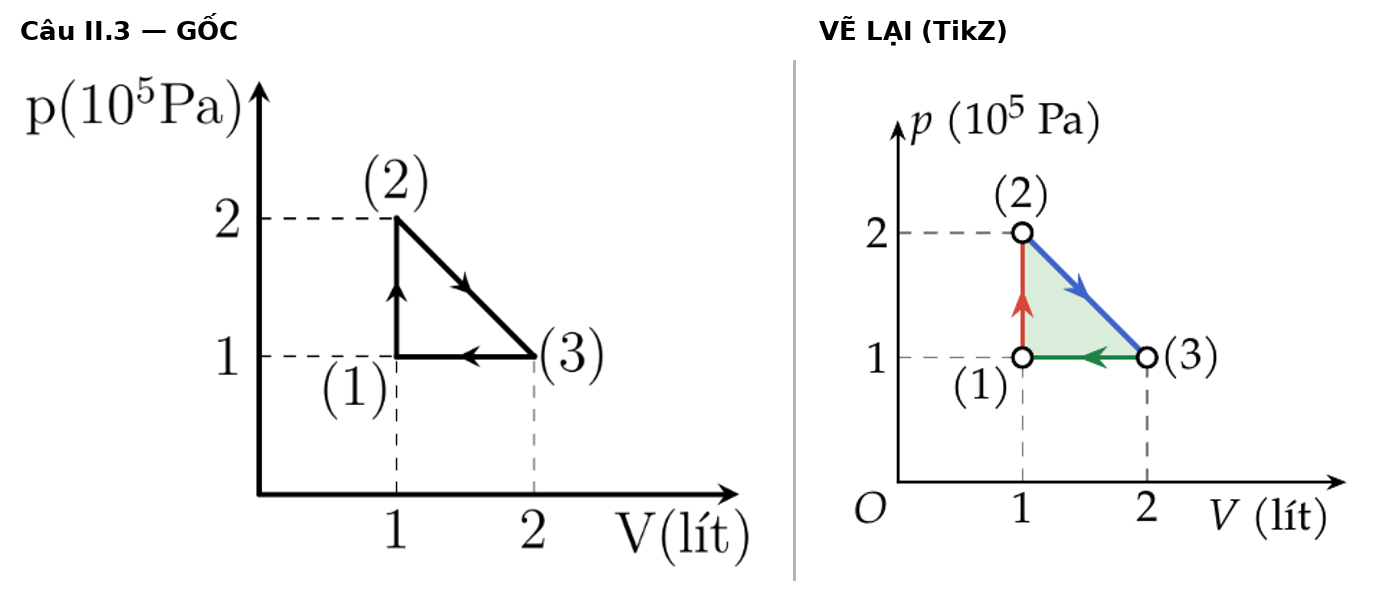 Câu II.3 — GỐC
p(10⁵Pa)
(2)
2
1
(3)
(1)
1
2
V(lít)
VẼ LẠI (TikZ)
p (10⁵ Pa)
(2)
2
1
(3)
(1)
O
1
2
V (lít)